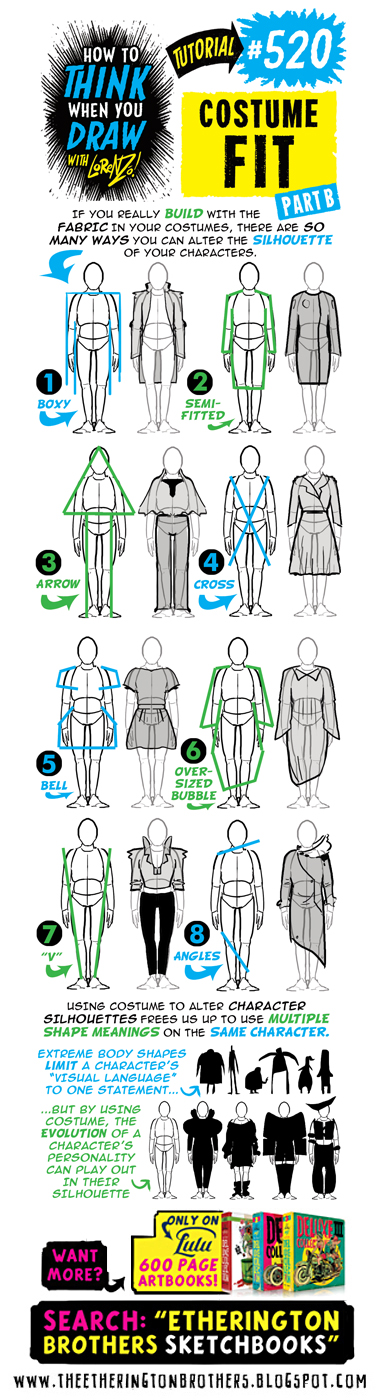 HOW TO
THINK
WHEN YOU
DRAW
WITH LORENZO!
TUTORIAL
#520
COSTUME
FIT
PART B
IF YOU REALLY BUILD WITH THE
FABRIC IN YOUR COSTUMES, THERE ARE SO
MANY WAYS YOU CAN ALTER THE SILHOUETTE
OF YOUR CHARACTERS.
1
BOXY
2
SEMI-
FITTED
3
ARROW
4
CROSS
5
BELL
6
OVER-
SIZED
BUBBLE
7
"V"
8
ANGLES
USING COSTUME TO ALTER CHARACTER
SILHOUETTES FREES US UP TO USE MULTIPLE
SHAPE MEANINGS ON THE SAME CHARACTER.
EXTREME BODY SHAPES
LIMIT A CHARACTER'S
"VISUAL LANGUAGE"
TO ONE STATEMENT...
...BUT BY USING
COSTUME, THE
EVOLUTION OF A
CHARACTER'S
PERSONALITY
CAN PLAY OUT
IN THEIR
SILHOUETTE
WANT
MORE?
ONLY ON
Lulu
600 PAGE
ARTBOOKS!
DELUXE
SEARCH: "ETHERINGTON
BROTHERS SKETCHBOOKS"
WWW.THEETHERINGTONBROTHERS.BLOGSPOT.COM